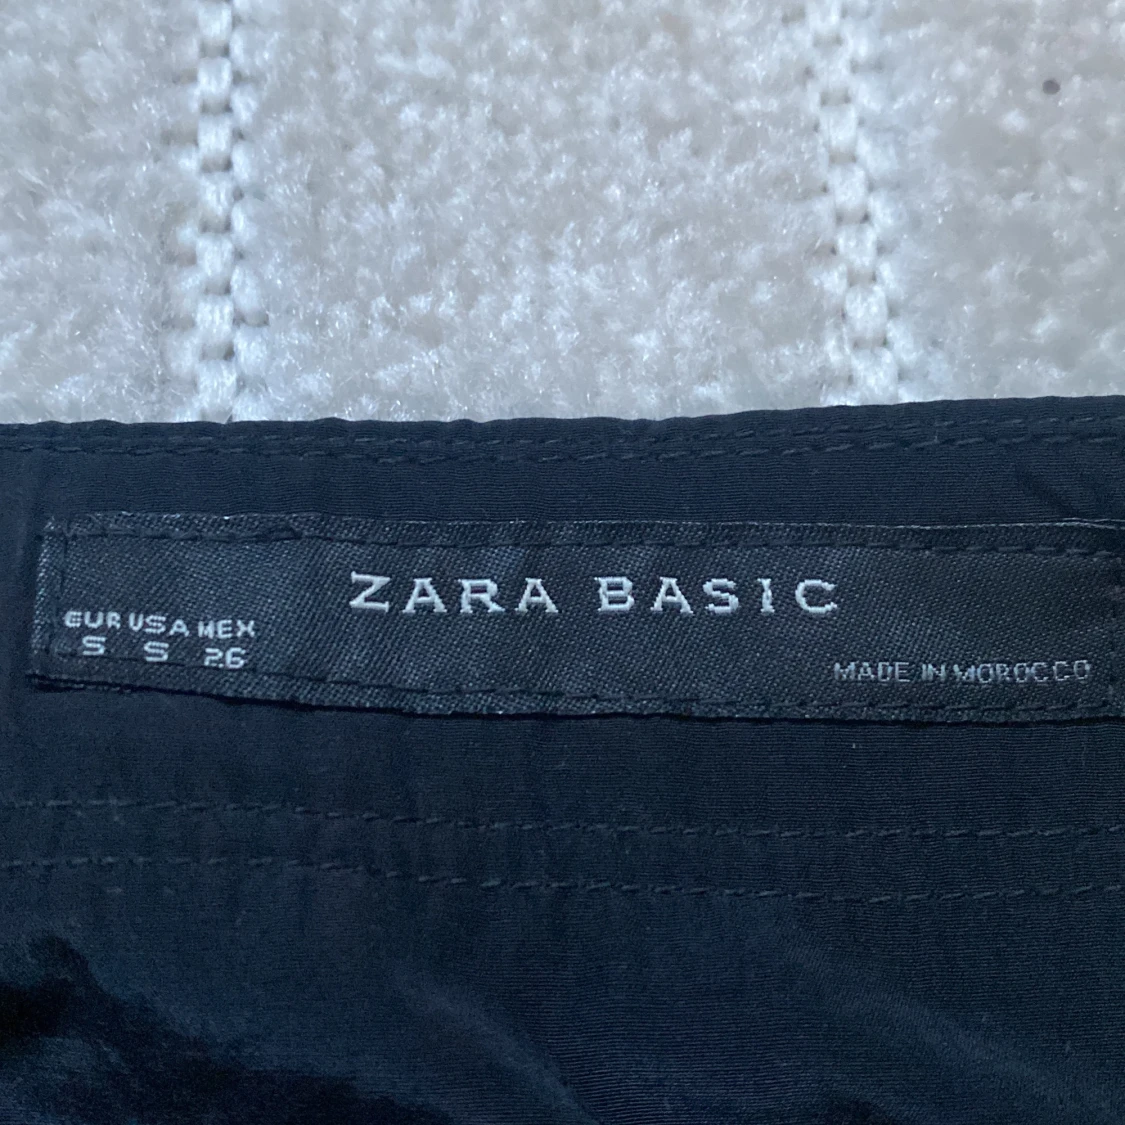 ZARA BASIC
EUR USA MEX
S S 26
MADE IN MOROCCO